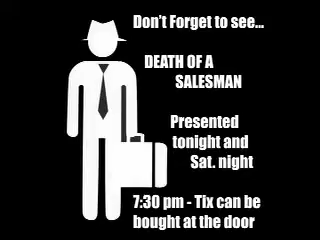 Don't Forget to see...
DEATH OF A
SALESMAN
Presented
tonight and
Sat. night
7:30 pm - Tix can be
bought at the door